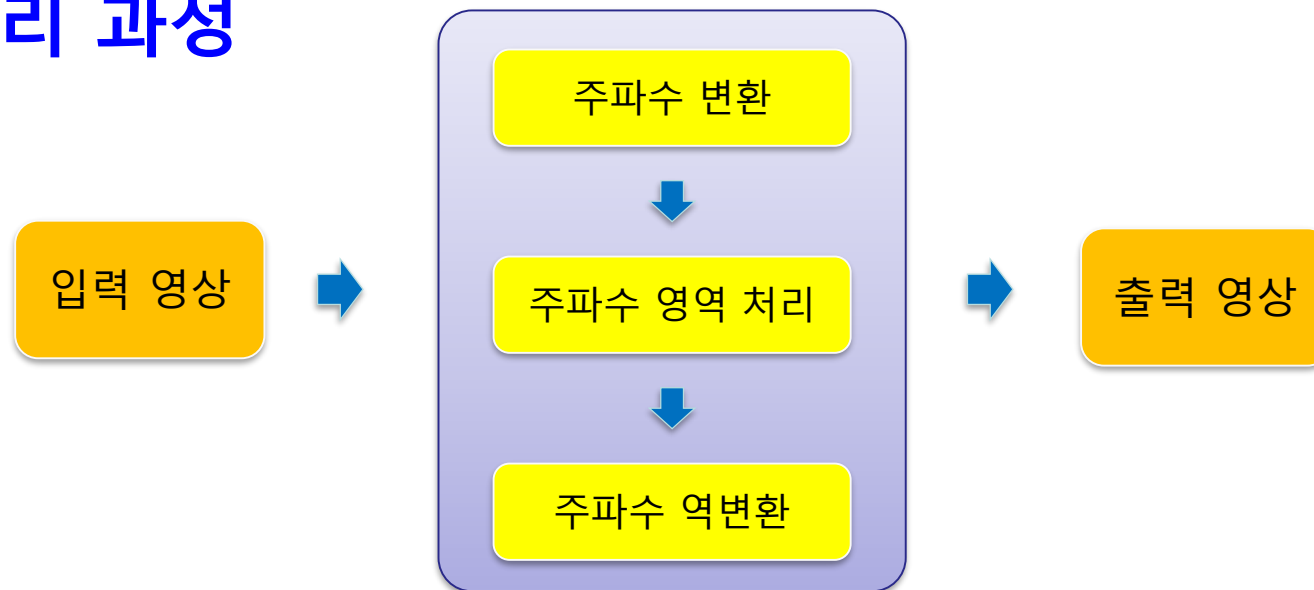 리 과정
주파수 변환
입력 영상
주파수 영역 처리
출력 영상
주파수 역변환